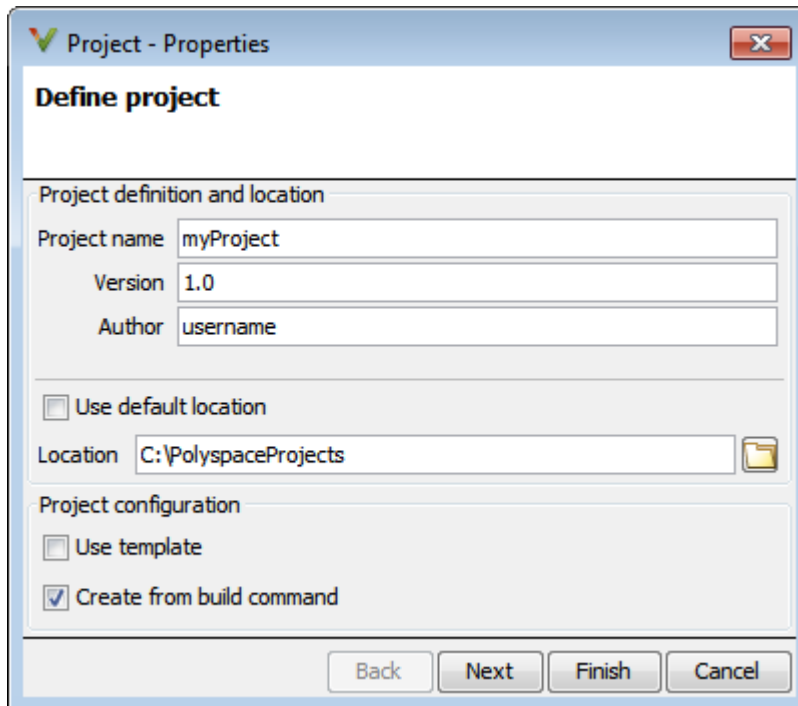 Project - Properties
Define project
Project definition and location
Project name myProject
Version 1.0
Author username
Use default location
Location C:\PolyspaceProjects
Project configuration
Use template
Create from build command
Back Next Finish Cancel